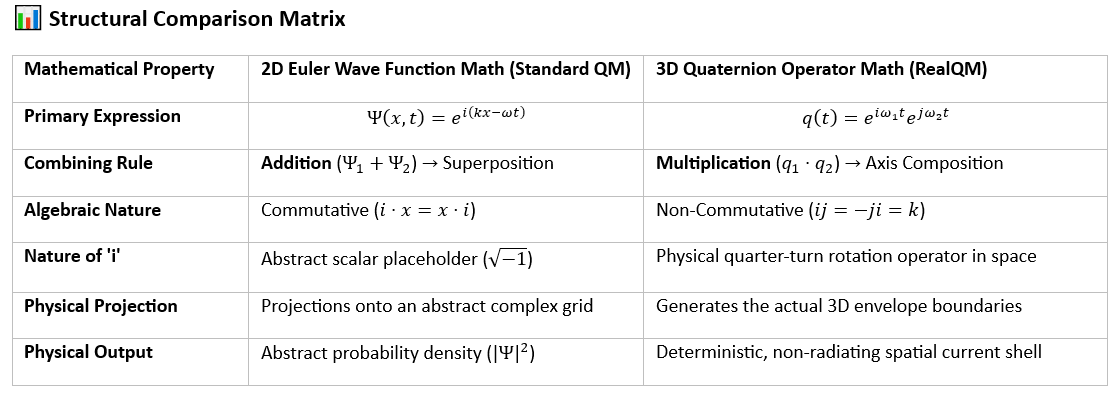 Structural Comparison Matrix
Mathematical Property 2D Euler Wave Function Math (Standard QM) 3D Quaternion Operator Math (RealQM)
Primary Expression Ψ(x, t) = e^{i(kx−ωt)} q(t) = e^{iω₁t}e^{jω₂t}
Combining Rule Addition (Ψ₁ + Ψ₂) → Superposition Multiplication (q₁ · q₂) → Axis Composition
Algebraic Nature Commutative (i · x = x · i) Non-Commutative (ij = −ji = k)
Nature of 'i' Abstract scalar placeholder (√−1) Physical quarter-turn rotation operator in space
Physical Projection Projections onto an abstract complex grid Generates the actual 3D envelope boundaries
Physical Output Abstract probability density (|Ψ|²) Deterministic, non-radiating spatial current shell